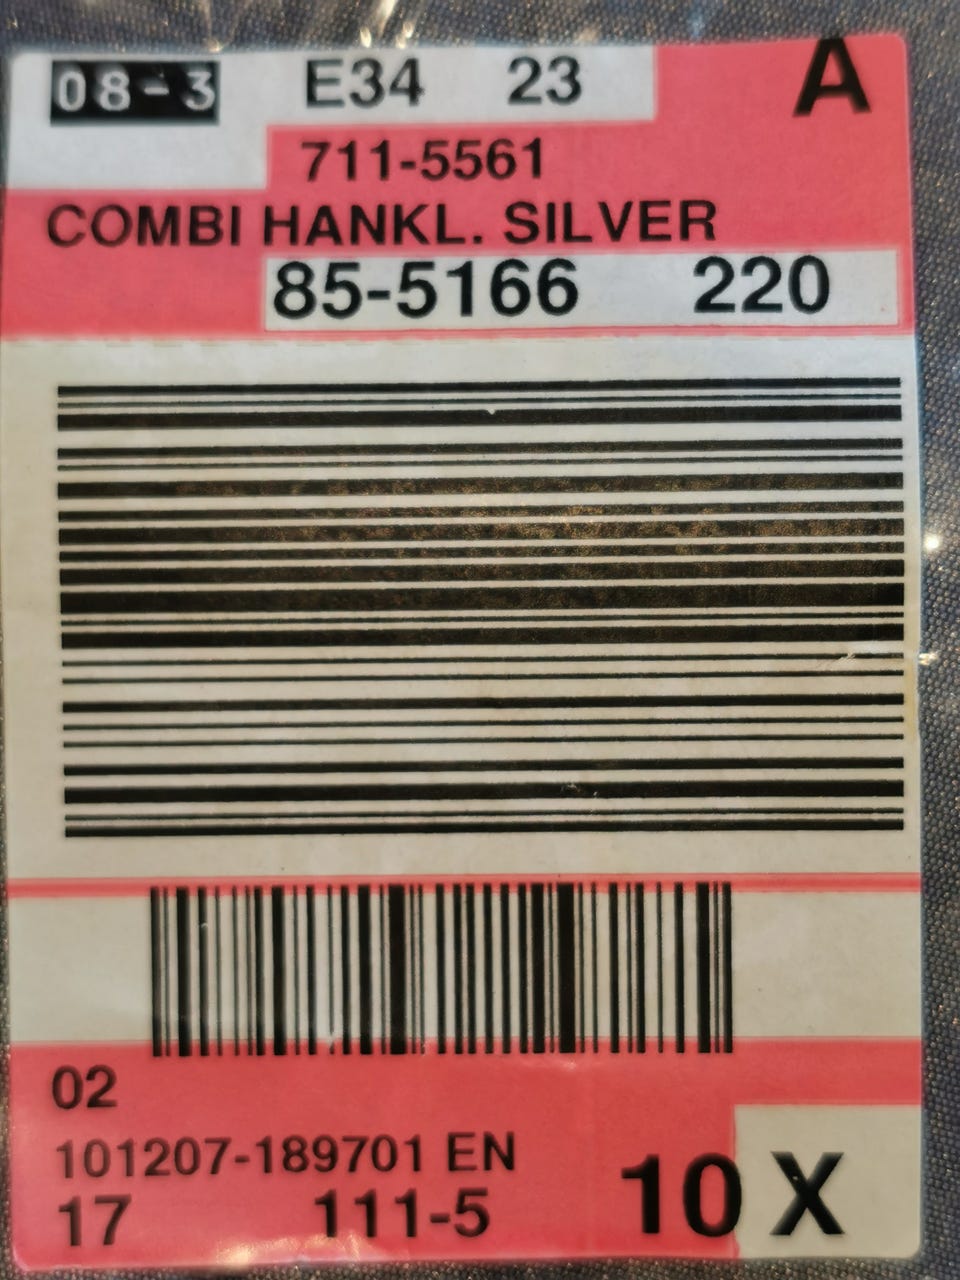 08-3 E34 23 A
711-5561
COMBI HANKL. SILVER
85-5166 220
02
101207-189701 EN
17 111-5 10 X